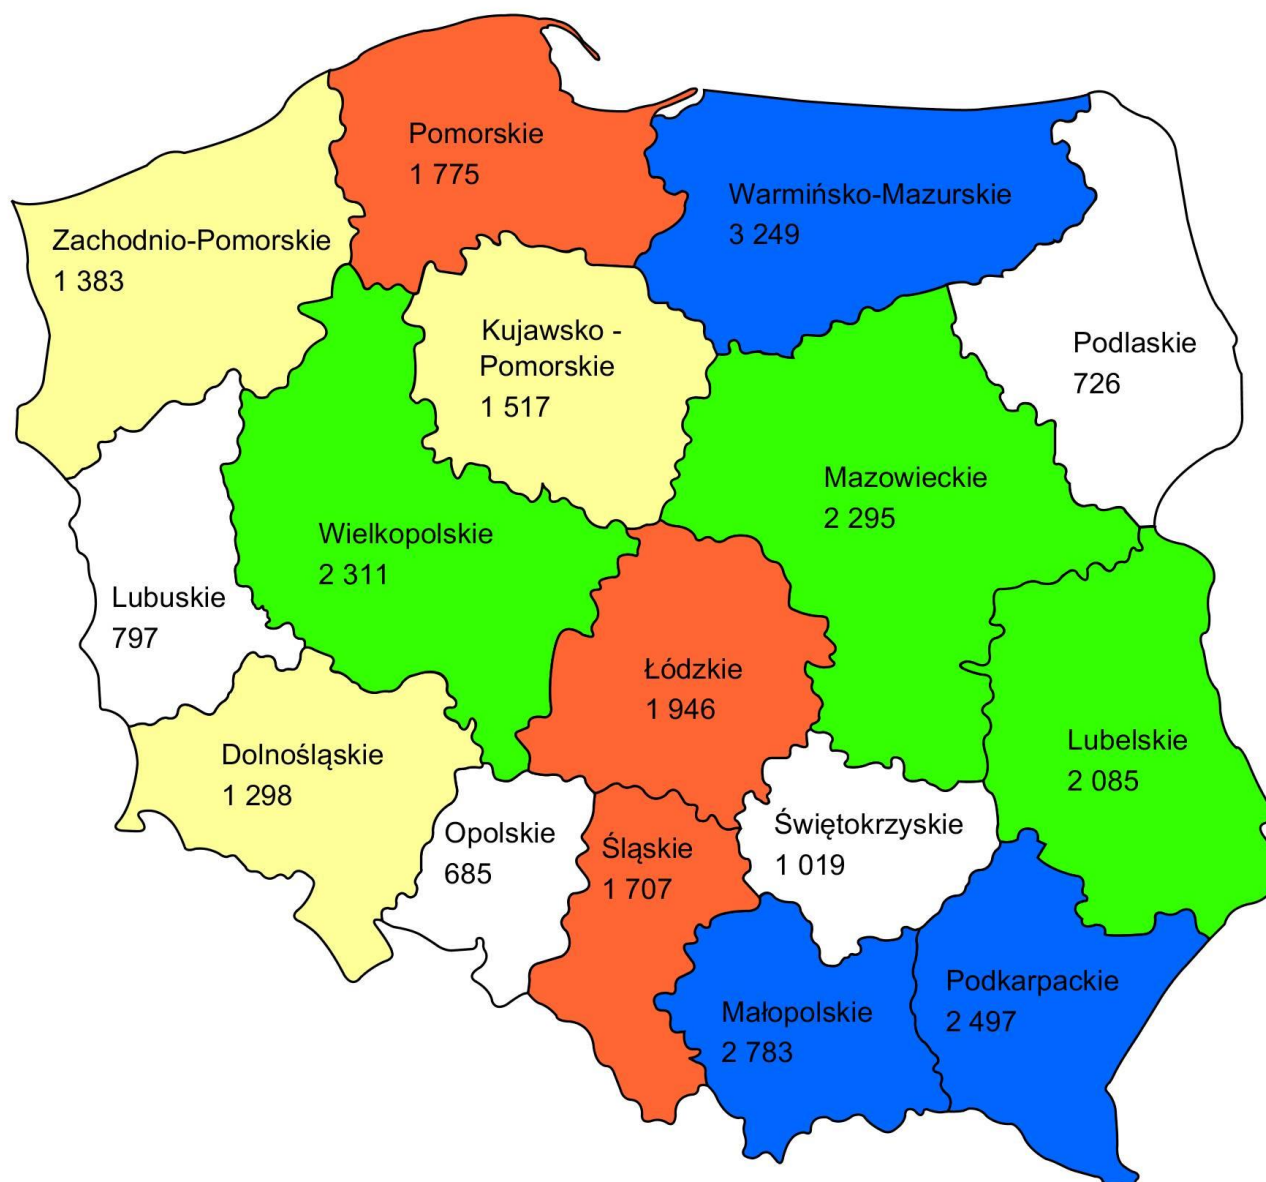 Pomorskie
1 775
Warmińsko-Mazurskie
3 249
Zachodnio-Pomorskie
1 383
Kujawsko -
Pomorskie
1 517
Podlaskie
726
Mazowieckie
2 295
Wielkopolskie
2 311
Lubuskie
797
Łódzkie
1 946
Lubelskie
2 085
Dolnośląskie
1 298
Opolskie
685
Śląskie
1 707
Świętokrzyskie
1 019
Podkarpackie
2 497
Małopolskie
2 783